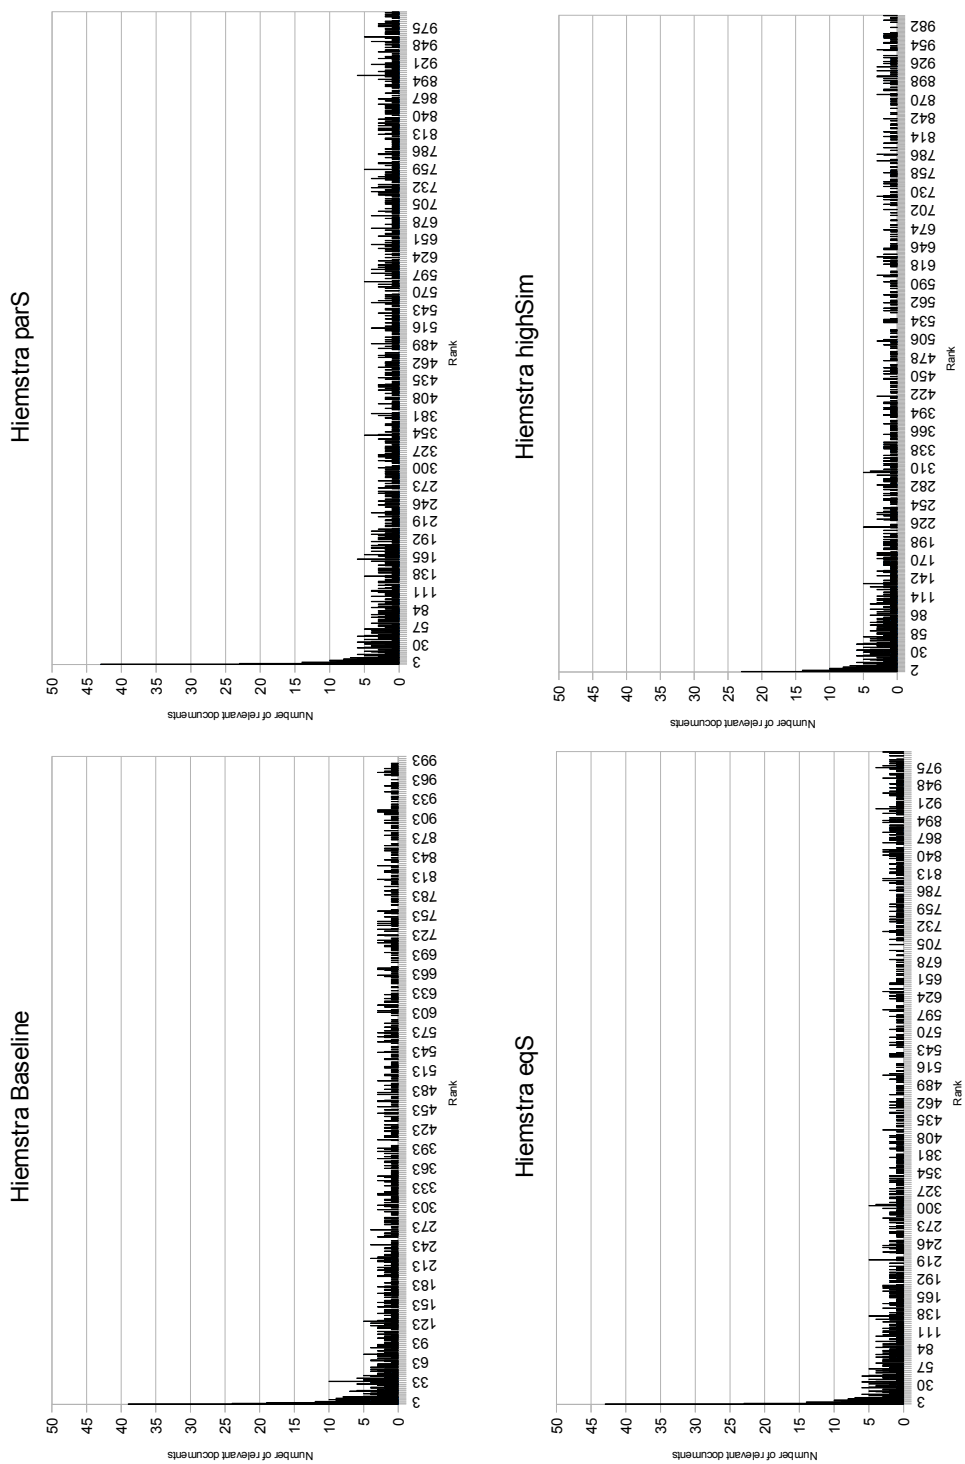 Hiemstra Baseline
Number of relevant documents
50
45
40
35
30
25
20
15
10
5
0
3 33 63 93 123 153 183 213 243 273 303 333 363 393 423 453 483 513 543 573 603 633 663 693 723 753 783 813 843 873 903 933 963 993
Rank
Hiemstra parS
Number of relevant documents
50
45
40
35
30
25
20
15
10
5
0
3 30 57 84 111 138 165 192 219 246 273 300 327 354 381 408 435 462 489 516 543 570 597 624 651 678 705 732 759 786 813 840 867 894 921 948 975
Rank
Hiemstra eqS
Number of relevant documents
50
45
40
35
30
25
20
15
10
5
0
3 30 57 84 111 138 165 192 219 246 273 300 327 354 381 408 435 462 489 516 543 570 597 624 651 678 705 732 759 786 813 840 867 894 921 948 975
Rank
Hiemstra highSim
Number of relevant documents
50
45
40
35
30
25
20
15
10
5
0
2 30 58 86 114 142 170 198 226 254 282 310 338 366 394 422 450 478 506 534 562 590 618 646 674 702 730 758 786 814 842 870 898 926 954 982
Rank